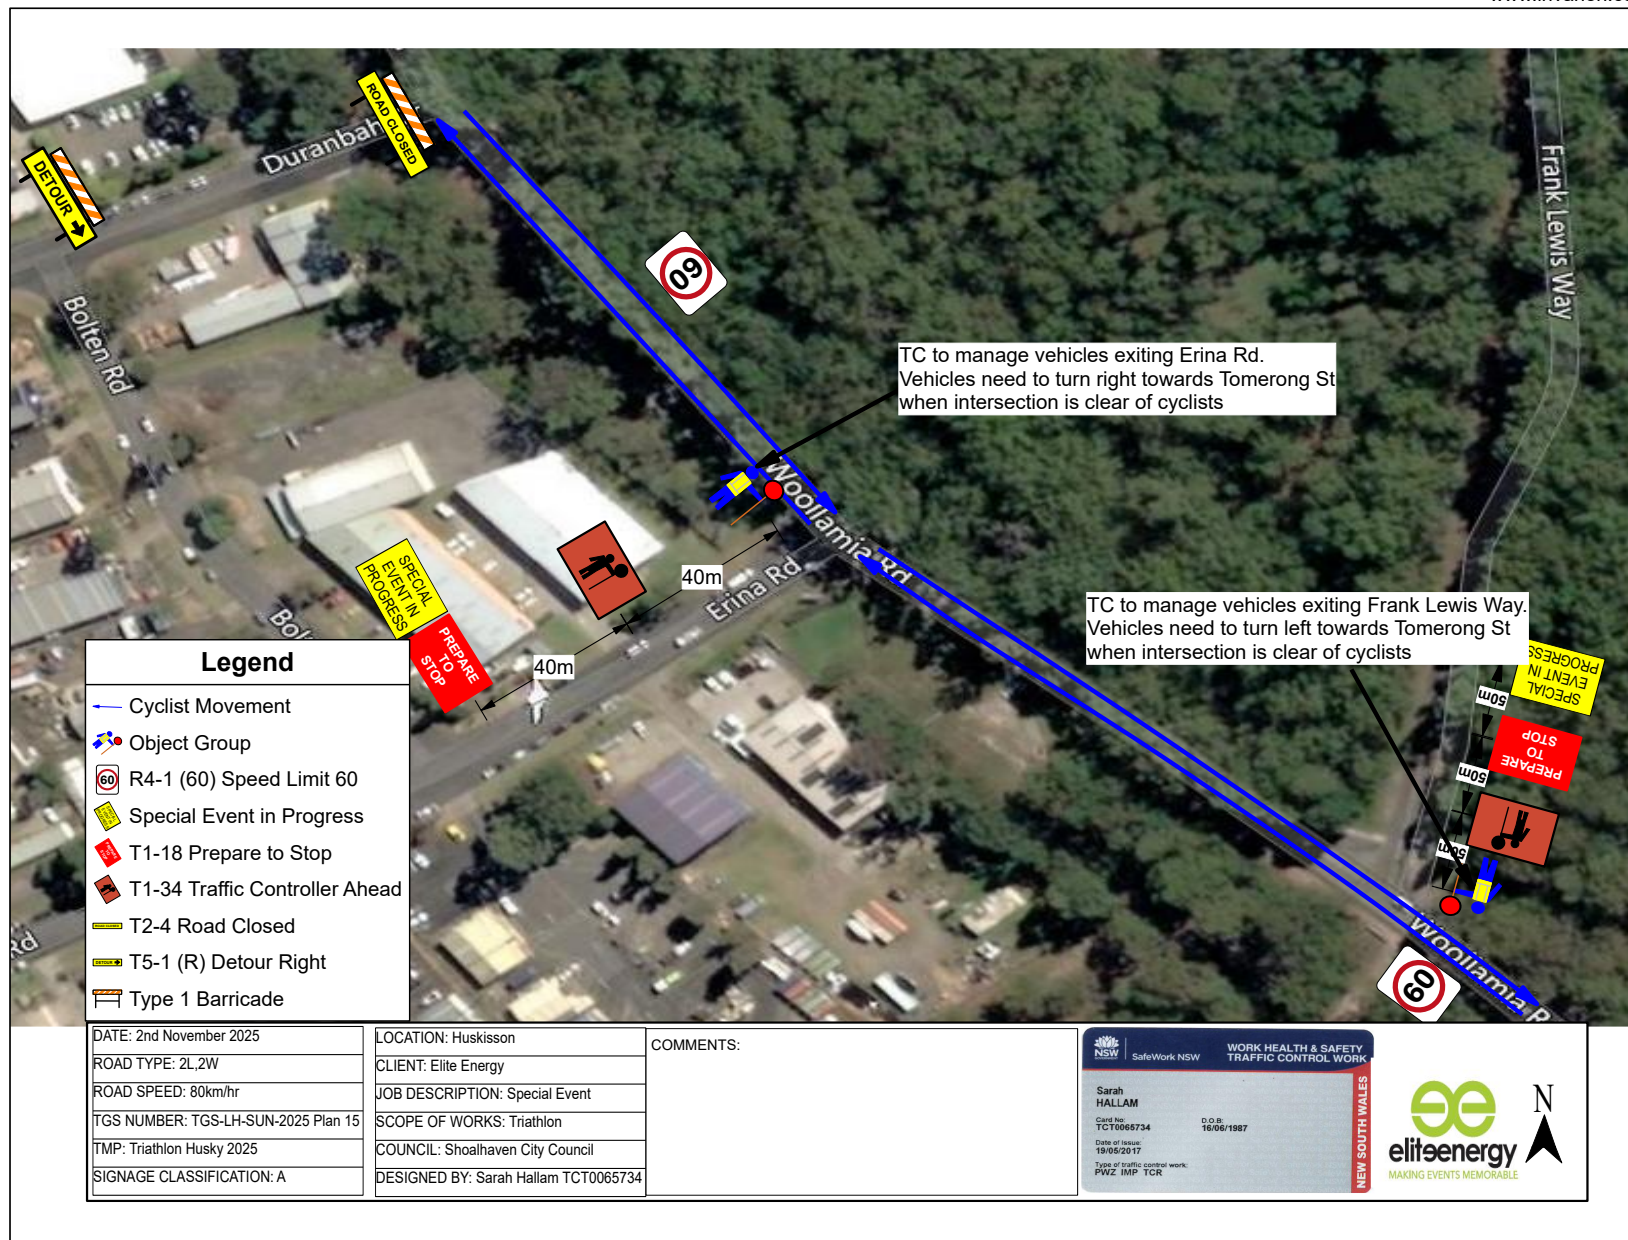 ROAD CLOSED
DETOUR
Duranbah
Frank Lewis Way
Bolten Rd
60
TC to manage vehicles exiting Erina Rd.
Vehicles need to turn right towards Tomerong St
when intersection is clear of cyclists
Woollamia Rd
Erina Rd
40m
40m
SPECIAL
EVENT IN
PROGRESS
PREPARE
TO
STOP
TC to manage vehicles exiting Frank Lewis Way.
Vehicles need to turn left towards Tomerong St
when intersection is clear of cyclists
SPECIAL
EVENT IN
PROGRESS
50m
PREPARE
TO
STOP
50m
50m
Woollamia R
60
Rd
Legend
Cyclist Movement
Object Group
60
R4-1 (60) Speed Limit 60
Special Event in Progress
T1-18 Prepare to Stop
T1-34 Traffic Controller Ahead
T2-4 Road Closed
T5-1 (R) Detour Right
Type 1 Barricade
DATE: 2nd November 2025
ROAD TYPE: 2L,2W
ROAD SPEED: 80km/hr
TGS NUMBER: TGS-LH-SUN-2025 Plan 15
TMP: Triathlon Husky 2025
SIGNAGE CLASSIFICATION: A
LOCATION: Huskisson
CLIENT: Elite Energy
JOB DESCRIPTION: Special Event
SCOPE OF WORKS: Triathlon
COUNCIL: Shoalhaven City Council
DESIGNED BY: Sarah Hallam TCT0065734
COMMENTS:
NSW
SafeWork NSW
WORK HEALTH & SAFETY
TRAFFIC CONTROL WORK
Sarah
HALLAM
Card No:
TCT0065734
D.O.B:
16/06/1987
Date of issue:
19/05/2017
Type of traffic control work:
PWZ IMP TCR
NEW SOUTH WALES
eliteenergy
MAKING EVENTS MEMORABLE
N